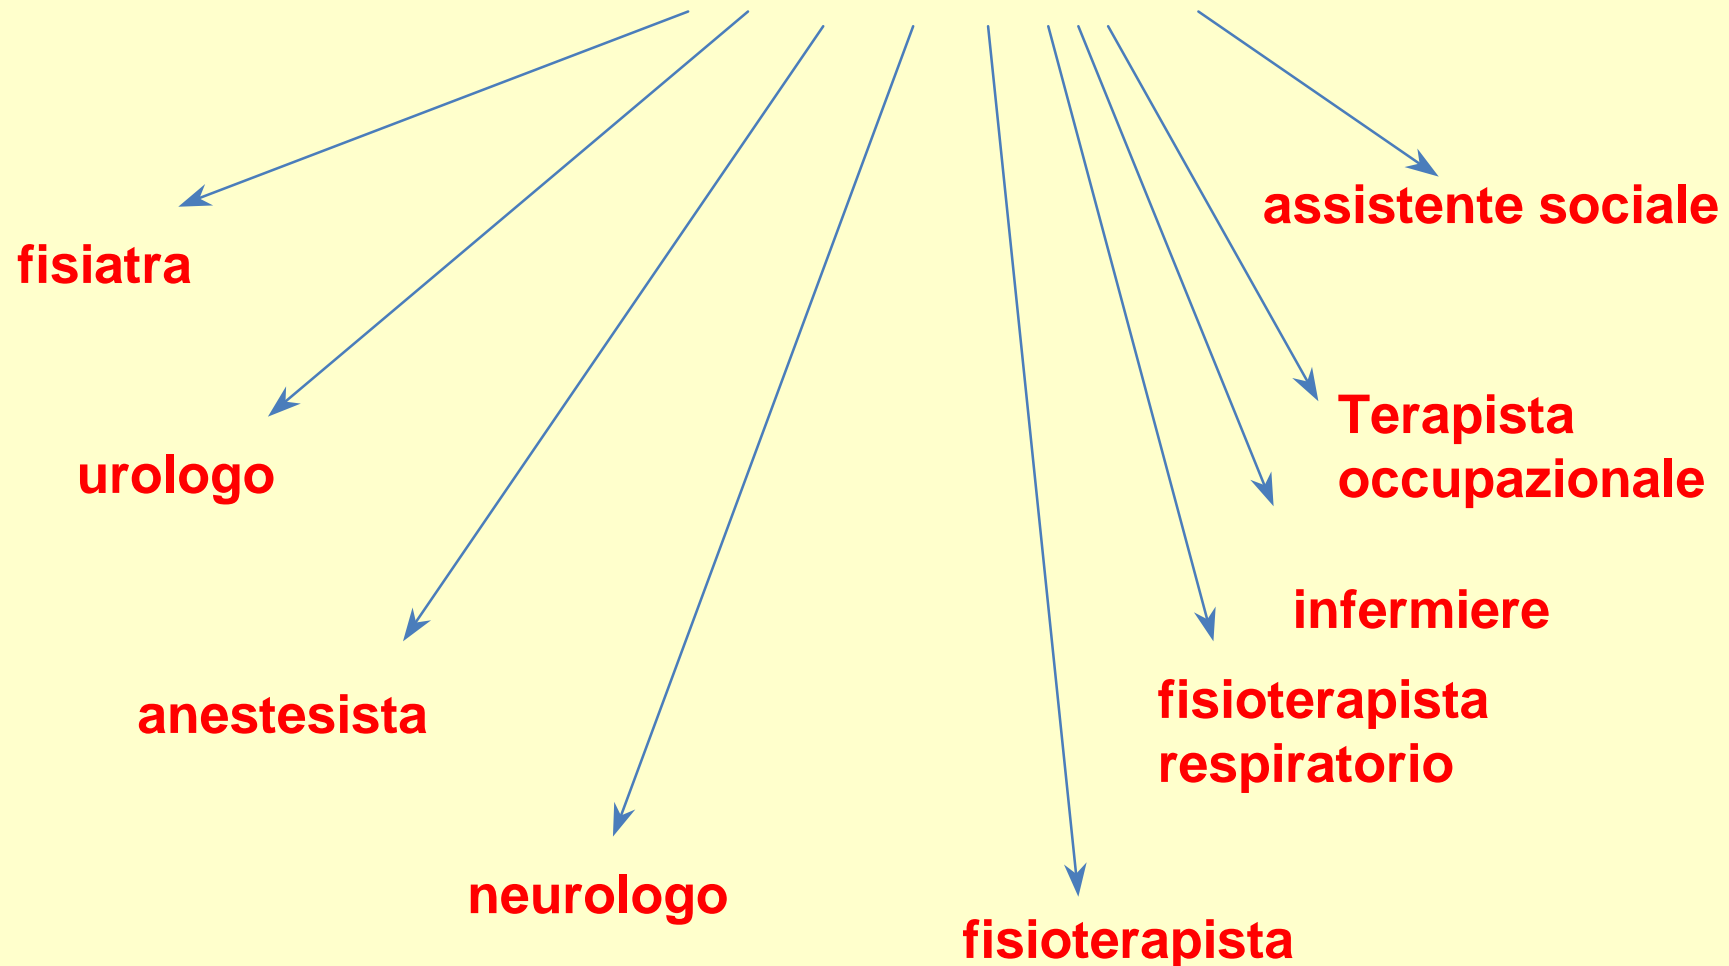 assistente sociale
fisiatra
Terapista
occupazionale
urologo
infermiere
fisioterapista
respiratorio
anestesista
neurologo
fisioterapista